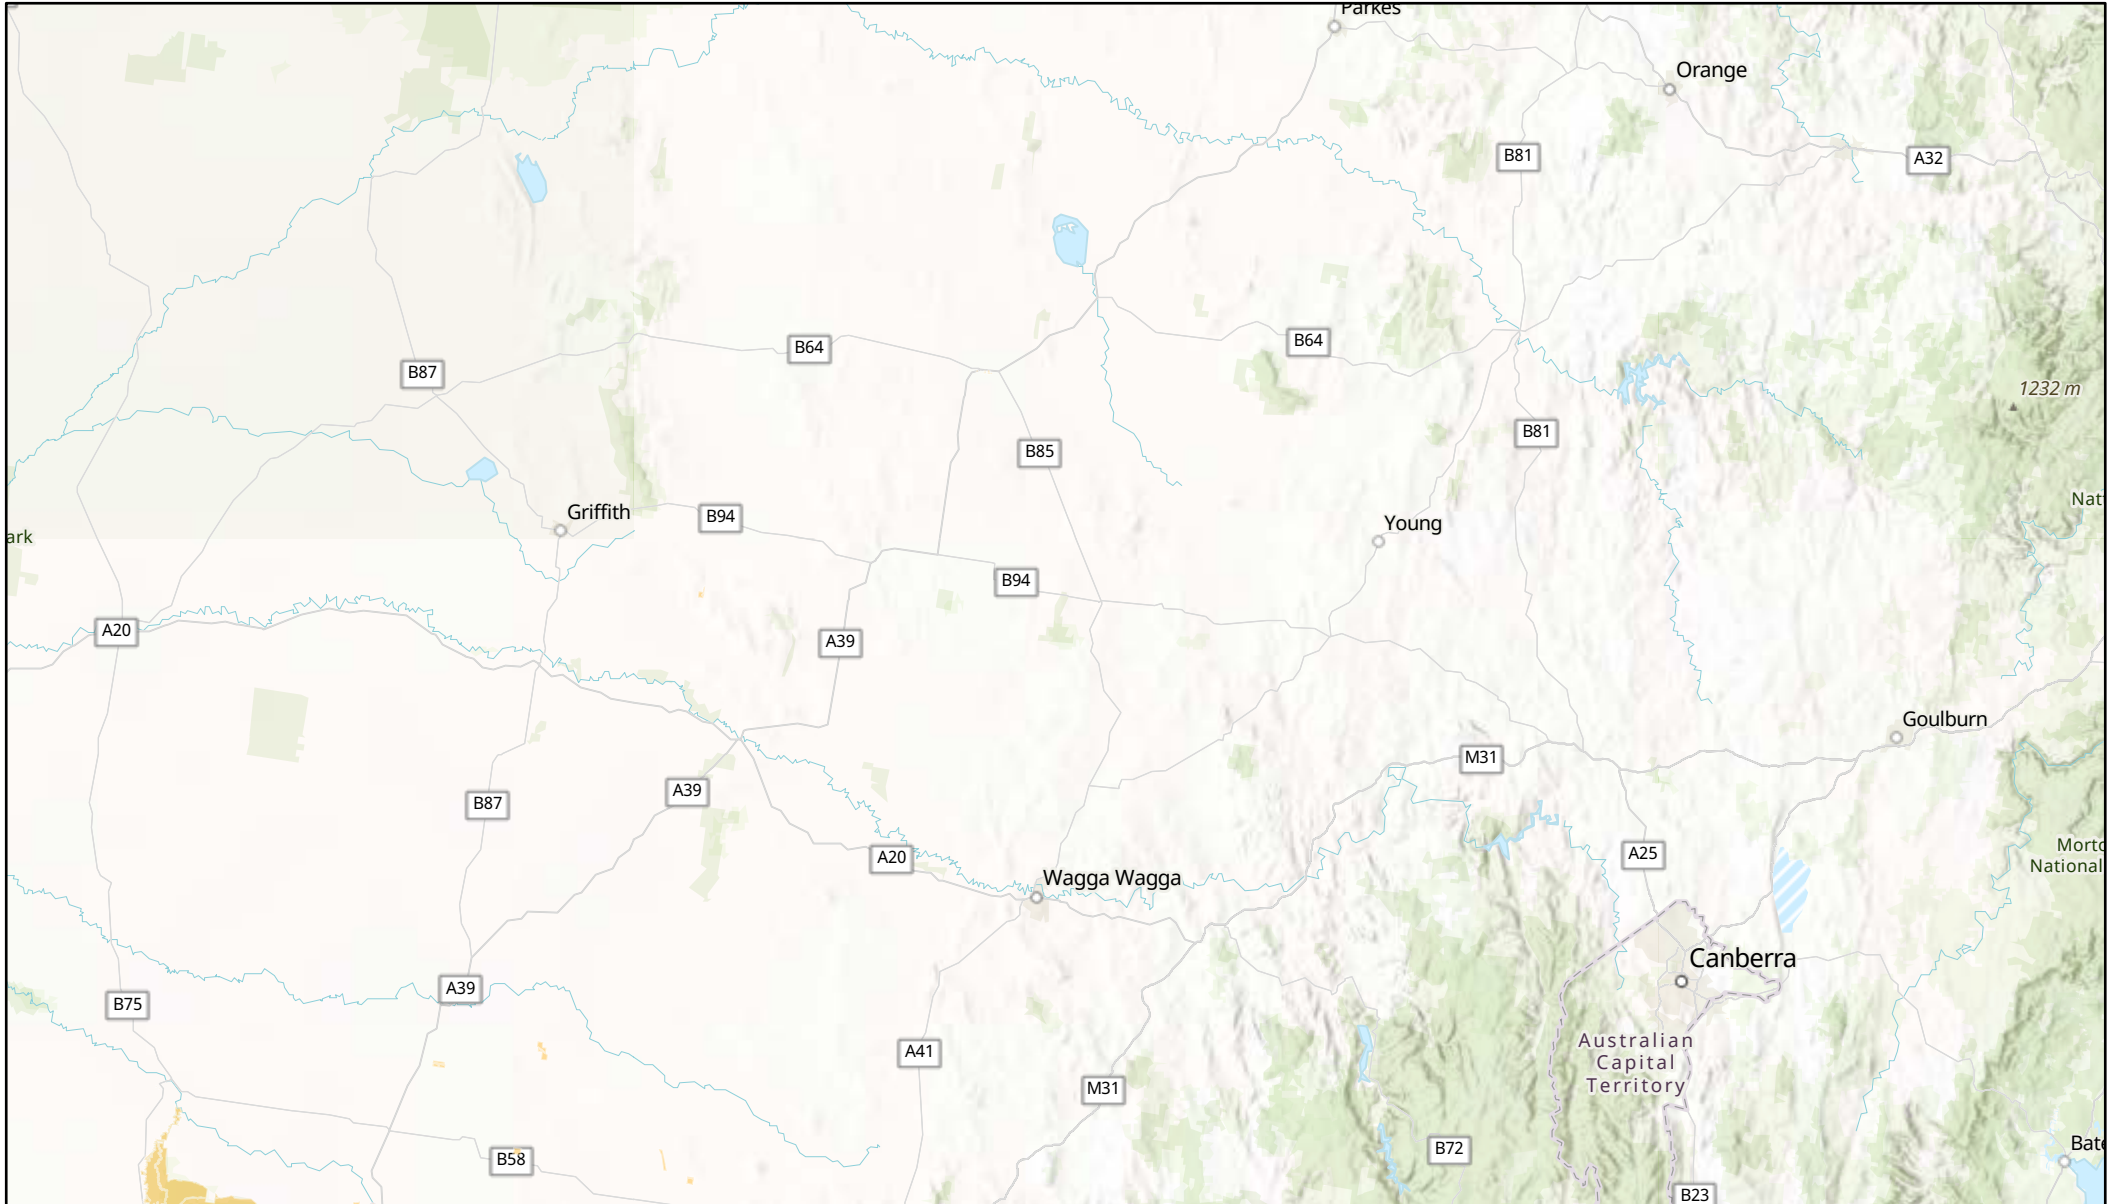 Parkes
Orange
B81
A32
B64
B64
B87
1232 m
B85
B81
Griffith
B94
Nat
Young
ark
B94
A20
A39
Goulburn
M31
A39
B87
A25
A20
Morto
National
Wagga Wagga
Canberra
A39
B75
Australian
Capital
Territory
A41
M31
B72
Bate
B58
B23